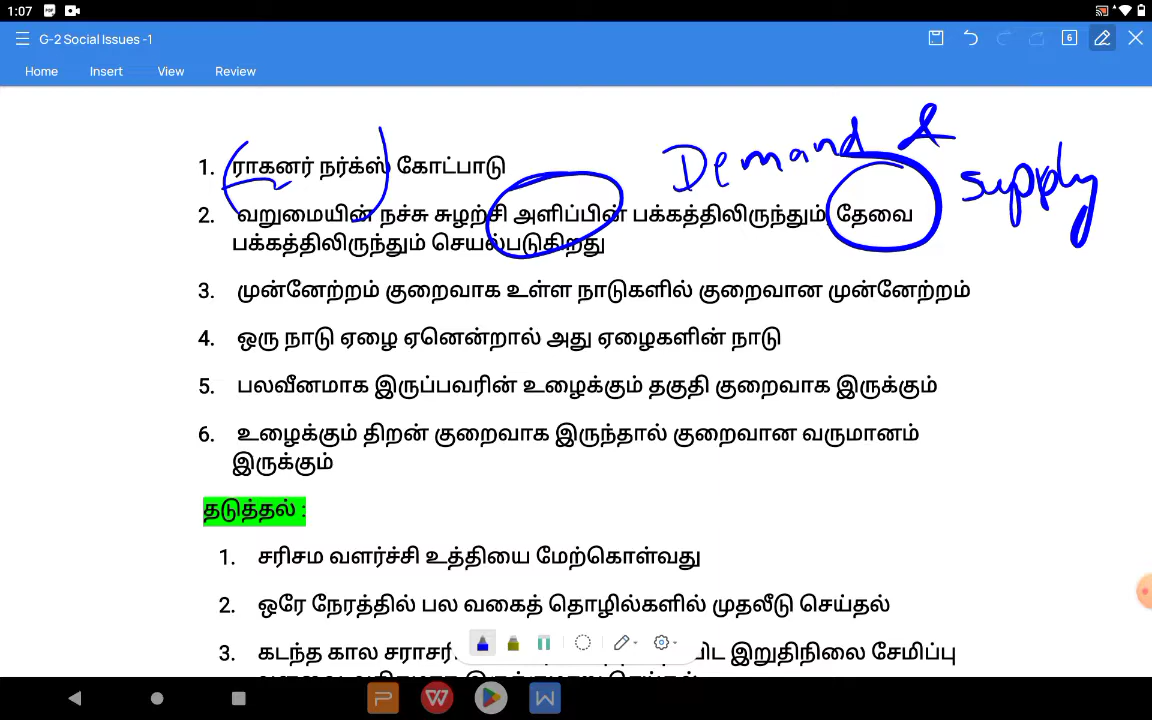 1:07
G-2 Social Issues -1
6
Home Insert View Review
Demand & supply
1. ராகனர் நர்க்ஸ் கோட்பாடு
2. வறுமையின் நச்சு சுழற்சி அளிப்பின் பக்கத்திலிருந்தும் தேவை
பக்கத்திலிருந்தும் செயல்படுகிறது
3. முன்னேற்றம் குறைவாக உள்ள நாடுகளில் குறைவான முன்னேற்றம்
4. ஒரு நாடு ஏழை ஏனென்றால் அது ஏழைகளின் நாடு
5. பலவீனமாக இருப்பவரின் உழைக்கும் தகுதி குறைவாக இருக்கும்
6. உழைக்கும் திறன் குறைவாக இருந்தால் குறைவான வருமானம்
இருக்கும்
தடுத்தல் :
1. சரிசம வளர்ச்சி உத்தியை மேற்கொள்வது
2. ஒரே நேரத்தில் பல வகைத் தொழில்களில் முதலீடு செய்தல்
3. கடந்த கால இறுதிநிலை சேமிப்பு